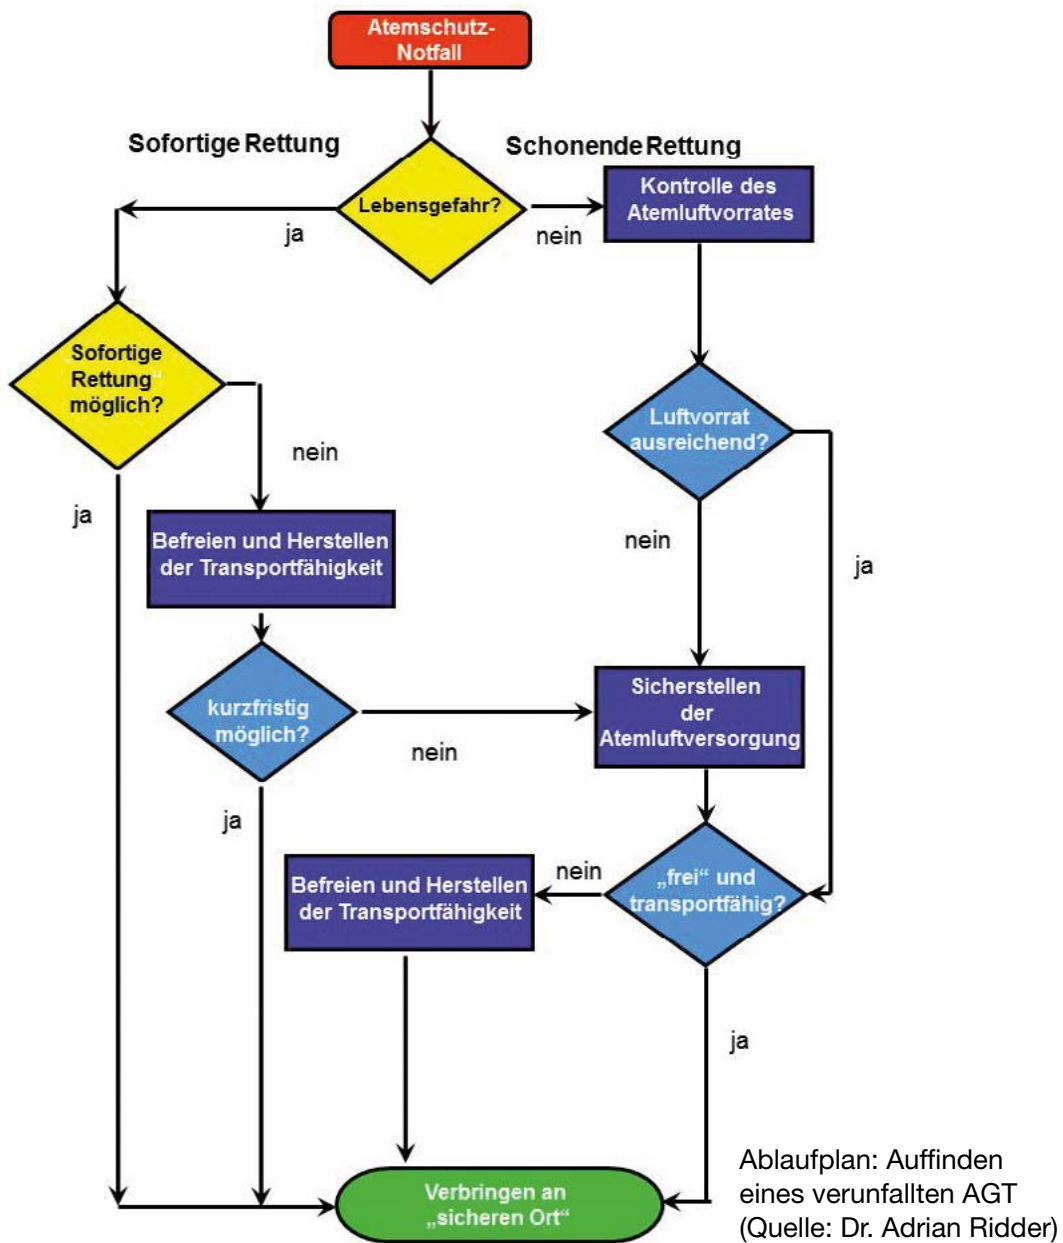 Atemschutz-
Notfall
Sofortige Rettung
Schonende Rettung
Lebensgefahr?
ja
nein
Kontrolle des
Atemluftvorrates
„Sofortige
Rettung“
möglich?
nein
ja
Luftvorrat
ausreichend?
nein
ja
Befreien und Herstellen
der Transportfähigkeit
kurzfristig
möglich?
nein
ja
Sicherstellen
der
Atemluftversorgung
„frei“ und
transportfähig?
nein
ja
Befreien und Herstellen
der Transportfähigkeit
Verbringen an
„sicheren Ort“
Ablaufplan: Auffinden
eines verunfallten AGT
(Quelle: Dr. Adrian Ridder)